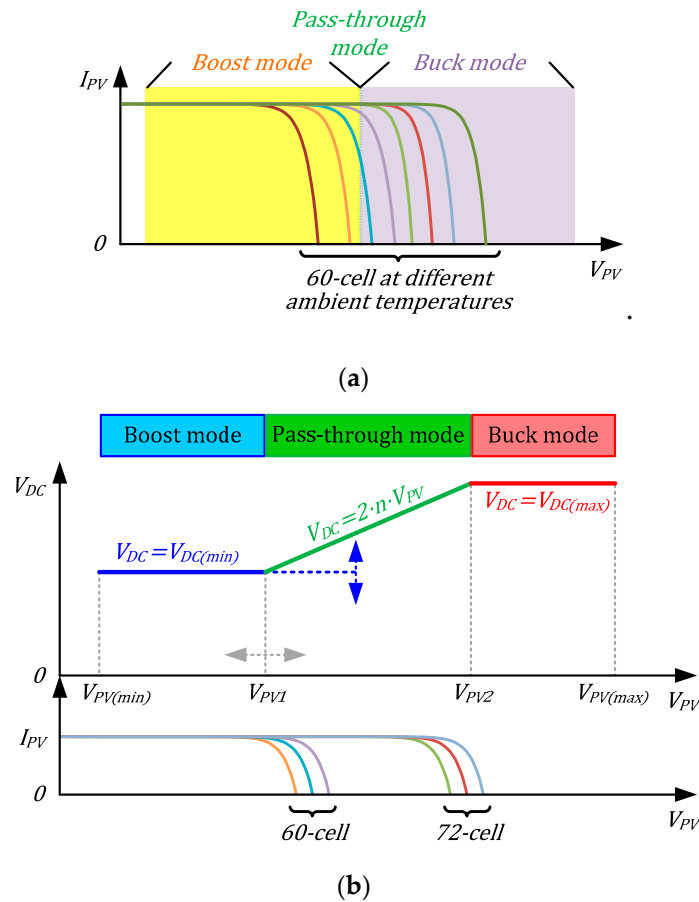 Pass-through
mode
Boost mode
Buck mode
I_PV
0
V_PV
60-cell at different
ambient temperatures
.
(a)
Boost mode
Pass-through mode
Buck mode
V_DC
V_DC=V_DC(min)
V_DC=2·n·V_PV
V_DC=V_DC(max)
0
V_PV(min)
V_PV1
V_PV2
V_PV(max)
V_PV
I_PV
0
V_PV
60-cell
72-cell
(b)